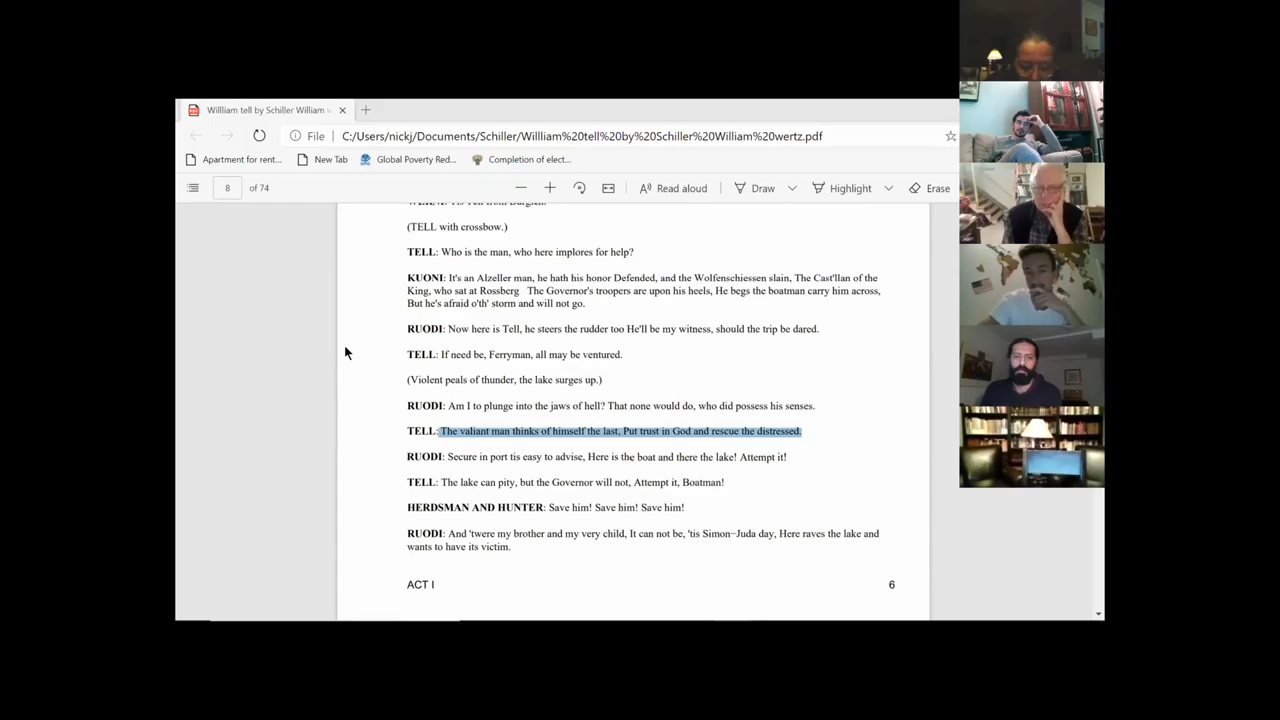 Willliam tell by Schiller William
File
C:/Users/nickj/Documents/Schiller/Willliam%20tell%20by%20Schiller%20William%20wertz.pdf
Apartment for rent...
New Tab
Global Poverty Red...
Completion of elect...
8
of 74
Read aloud
Draw
Highlight
Erase
(TELL with crossbow.)
TELL: Who is the man, who here implores for help?
KUONI: It's an Alzeller man, he hath his honor Defended, and the Wolfenschiessen slain, The Cast'llan of the
King, who sat at Rossberg The Governor's troopers are upon his heels, He begs the boatman carry him across,
But he's afraid o'th' storm and will not go.
RUODI: Now here is Tell, he steers the rudder too He'll be my witness, should the trip be dared.
TELL: If need be, Ferryman, all may be ventured.
(Violent peals of thunder, the lake surges up.)
RUODI: Am I to plunge into the jaws of hell? That none would do, who did possess his senses.
TELL: The valiant man thinks of himself the last, Put trust in God and rescue the distressed.
RUODI: Secure in port tis easy to advise, Here is the boat and there the lake! Attempt it!
TELL: The lake can pity, but the Governor will not, Attempt it, Boatman!
HERDSMAN AND HUNTER: Save him! Save him! Save him!
RUODI: And 'twere my brother and my very child, It can not be, 'tis Simon−Juda day, Here raves the lake and
wants to have its victim.
ACT I
6